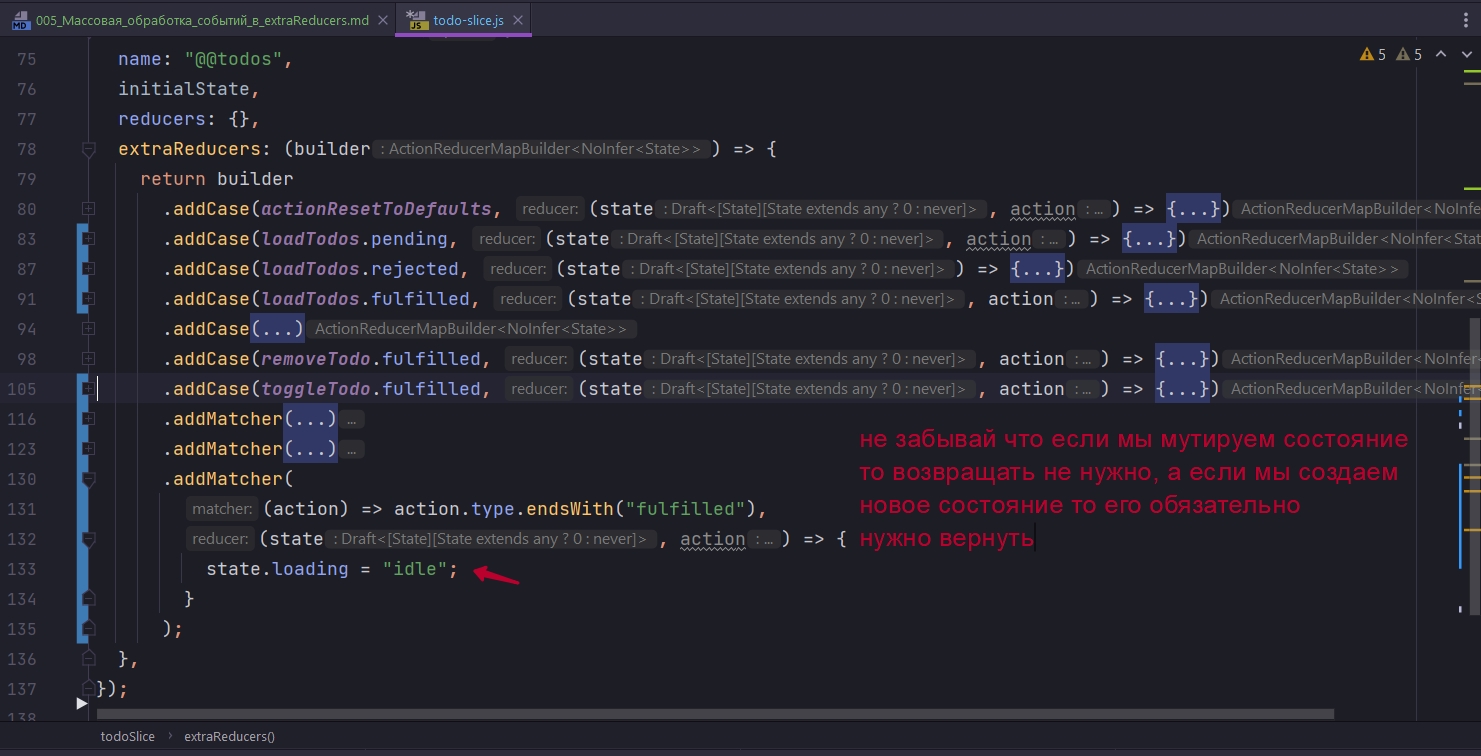 MD 005_Массовая_обработка_событий_в_extraReducers.md
JS todo-slice.js
5 5
75 name: "@@todos",
76 initialState,
77 reducers: {},
78 extraReducers: (builder : ActionReducerMapBuilder<NoInfer<State>> ) => {
79 return builder
80 .addCase(actionResetToDefaults, reducer: (state : Draft<[State][State extends any ? 0 : never]> , action : … ) => {...}) ActionReducerMapBuilder<NoInfe
83 .addCase(loadTodos.pending, reducer: (state : Draft<[State][State extends any ? 0 : never]> , action : … ) => {...}) ActionReducerMapBuilder<NoInfer<Stat
87 .addCase(loadTodos.rejected, reducer: (state : Draft<[State][State extends any ? 0 : never]> ) => {...}) ActionReducerMapBuilder<NoInfer<State>>
91 .addCase(loadTodos.fulfilled, reducer: (state : Draft<[State][State extends any ? 0 : never]> , action : … ) => {...}) ActionReducerMapBuilder<NoInfer<S
94 .addCase(...) ActionReducerMapBuilder<NoInfer<State>>
98 .addCase(removeTodo.fulfilled, reducer: (state : Draft<[State][State extends any ? 0 : never]> , action : … ) => {...}) ActionReducerMapBuilder<NoInfer
105 .addCase(toggleTodo.fulfilled, reducer: (state : Draft<[State][State extends any ? 0 : never]> , action : … ) => {...}) ActionReducerMapBuilder<NoInfer
116 .addMatcher(...) …
123 .addMatcher(...) …
130 .addMatcher(
131 matcher: (action) => action.type.endsWith("fulfilled"),
132 reducer: (state : Draft<[State][State extends any ? 0 : never]> , action : … ) => {
133 state.loading = "idle";
134 }
135 );
136 },
137 });
138
не забывай что если мы мутируем состояние
то возвращать не нужно, а если мы создаем
новое состояние то его обязательно
нужно вернуть
todoSlice › extraReducers()